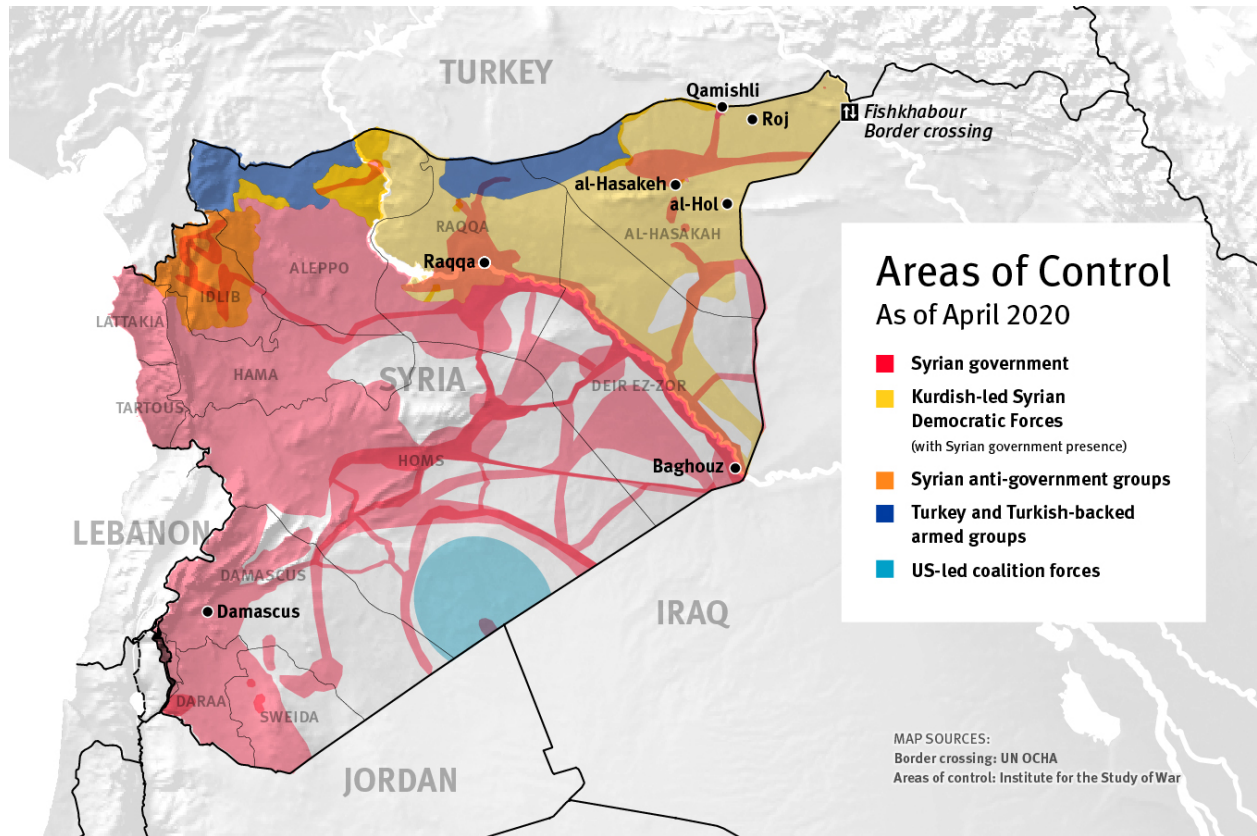 TURKEY
Qamishli
Roj
Fishkhabour
Border crossing
al-Hasakeh
al-Hol
RAQQA
AL-HASAKAH
Raqqa
ALEPPO
IDLIB
LATTAKIA
HAMA
SYRIA
DEIR EZ-ZOR
TARTOUS
HOMS
Baghouz
LEBANON
DAMASCUS
Damascus
IRAQ
DARAA
SWEIDA
JORDAN
Areas of Control
As of April 2020
Syrian government
Kurdish-led Syrian
Democratic Forces
(with Syrian government presence)
Syrian anti-government groups
Turkey and Turkish-backed
armed groups
US-led coalition forces
MAP SOURCES:
Border crossing: UN OCHA
Areas of control: Institute for the Study of War